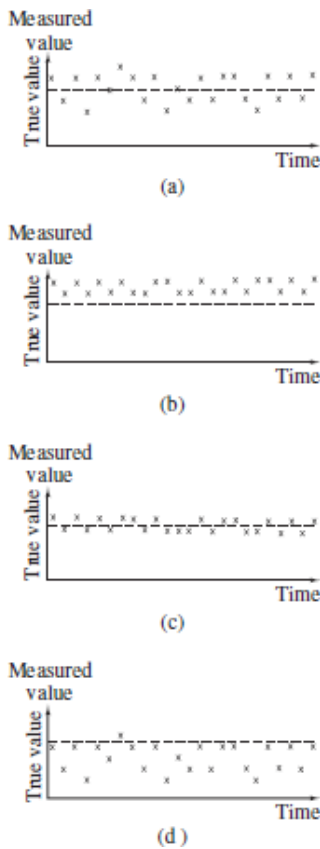 Measured
value
True value
Time
(a)
Measured
value
True value
Time
(b)
Measured
value
True value
Time
(c)
Measured
value
True value
Time
(d )